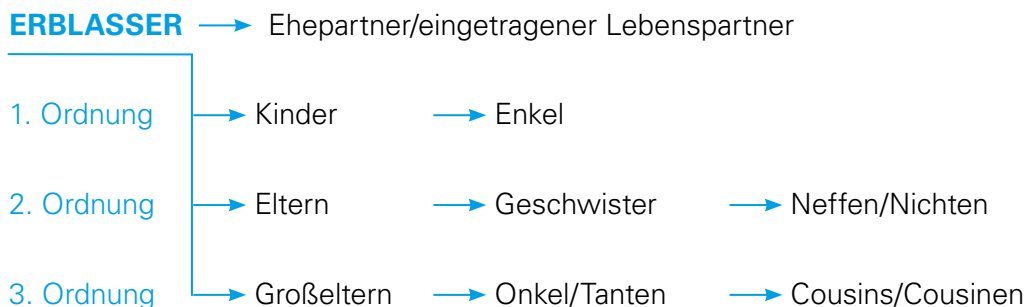 ERBLASSER Ehepartner/eingetragener Lebenspartner
1. Ordnung Kinder Enkel
2. Ordnung Eltern Geschwister Neffen/Nichten
3. Ordnung Großeltern Onkel/Tanten Cousins/Cousinen